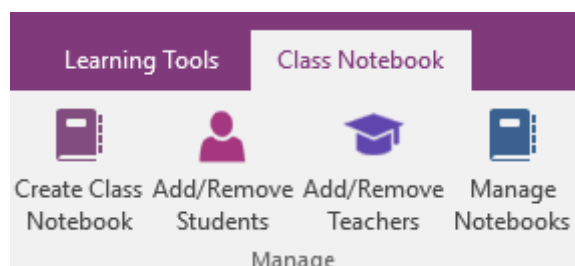 Learning Tools Class Notebook
Create Class Add/Remove Add/Remove Manage
Notebook Students Teachers Notebooks
Manage